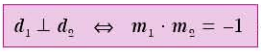 d₁ ⊥ d₂ ⇔ m₁ · m₂ = −1